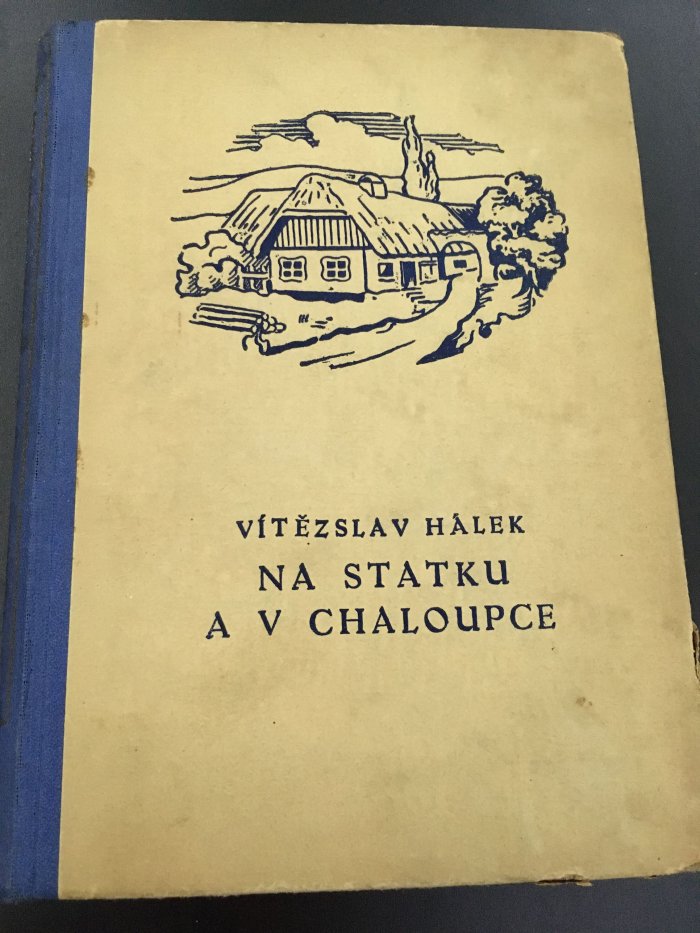 VÍTĚZSLAV HÁLEK
NA STATKU
A V CHALOUPCE